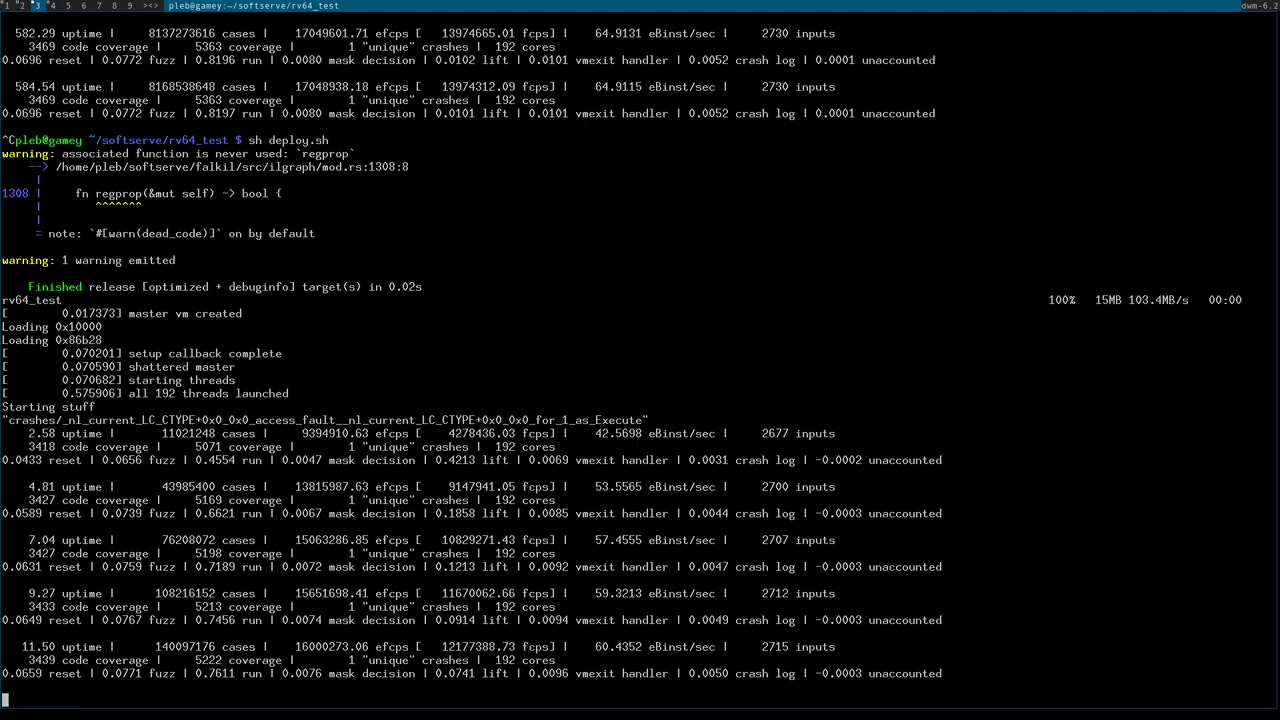 1 2 3 4 5 6 7 8 9 ><> pleb@gamey:~/softserve/rv64_test dwm-6.2
582.29 uptime | 8137273616 cases | 17049601.71 efcps [ 13974665.01 fcps] | 64.9131 eBinst/sec | 2730 inputs
3469 code coverage | 5363 coverage | 1 "unique" crashes | 192 cores
0.0696 reset | 0.0772 fuzz | 0.8196 run | 0.0080 mask decision | 0.0102 lift | 0.0101 vmexit handler | 0.0052 crash log | 0.0001 unaccounted
584.54 uptime | 8168538648 cases | 17048938.18 efcps [ 13974312.09 fcps] | 64.9115 eBinst/sec | 2730 inputs
3469 code coverage | 5363 coverage | 1 "unique" crashes | 192 cores
0.0696 reset | 0.0772 fuzz | 0.8197 run | 0.0080 mask decision | 0.0101 lift | 0.0101 vmexit handler | 0.0052 crash log | 0.0001 unaccounted
^Cpleb@gamey ~/softserve/rv64_test $ sh deploy.sh
warning: associated function is never used: `regprop`
--> /home/pleb/softserve/falkil/src/ilgraph/mod.rs:1308:8
|
1308 | fn regprop(&mut self) -> bool {
| ^^^^^^^
|
= note: `#[warn(dead_code)]` on by default
warning: 1 warning emitted
Finished release [optimized + debuginfo] target(s) in 0.02s
rv64_test 100% 15MB 103.4MB/s 00:00
[ 0.017373] master vm created
Loading 0x10000
Loading 0x86b28
[ 0.070201] setup callback complete
[ 0.070590] shattered master
[ 0.070682] starting threads
[ 0.575906] all 192 threads launched
Starting stuff
"crashes/_nl_current_LC_CTYPE+0x0_0x0_access_fault__nl_current_LC_CTYPE+0x0_0x0_for_1_as_Execute"
2.58 uptime | 11021248 cases | 9394910.63 efcps [ 4278436.03 fcps] | 42.5698 eBinst/sec | 2677 inputs
3418 code coverage | 5071 coverage | 1 "unique" crashes | 192 cores
0.0433 reset | 0.0656 fuzz | 0.4554 run | 0.0047 mask decision | 0.4213 lift | 0.0069 vmexit handler | 0.0031 crash log | -0.0002 unaccounted
4.81 uptime | 43985400 cases | 13815987.63 efcps [ 9147941.05 fcps] | 53.5565 eBinst/sec | 2700 inputs
3427 code coverage | 5169 coverage | 1 "unique" crashes | 192 cores
0.0589 reset | 0.0739 fuzz | 0.6621 run | 0.0067 mask decision | 0.1858 lift | 0.0085 vmexit handler | 0.0044 crash log | -0.0003 unaccounted
7.04 uptime | 76208072 cases | 15063286.85 efcps [ 10829271.43 fcps] | 57.4555 eBinst/sec | 2707 inputs
3427 code coverage | 5198 coverage | 1 "unique" crashes | 192 cores
0.0631 reset | 0.0759 fuzz | 0.7189 run | 0.0072 mask decision | 0.1213 lift | 0.0092 vmexit handler | 0.0047 crash log | -0.0003 unaccounted
9.27 uptime | 108216152 cases | 15651698.41 efcps [ 11670062.66 fcps] | 59.3213 eBinst/sec | 2712 inputs
3433 code coverage | 5213 coverage | 1 "unique" crashes | 192 cores
0.0649 reset | 0.0767 fuzz | 0.7456 run | 0.0074 mask decision | 0.0914 lift | 0.0094 vmexit handler | 0.0049 crash log | -0.0003 unaccounted
11.50 uptime | 140097176 cases | 16000273.06 efcps [ 12177388.73 fcps] | 60.4352 eBinst/sec | 2715 inputs
3439 code coverage | 5222 coverage | 1 "unique" crashes | 192 cores
0.0659 reset | 0.0771 fuzz | 0.7611 run | 0.0076 mask decision | 0.0741 lift | 0.0096 vmexit handler | 0.0050 crash log | -0.0003 unaccounted